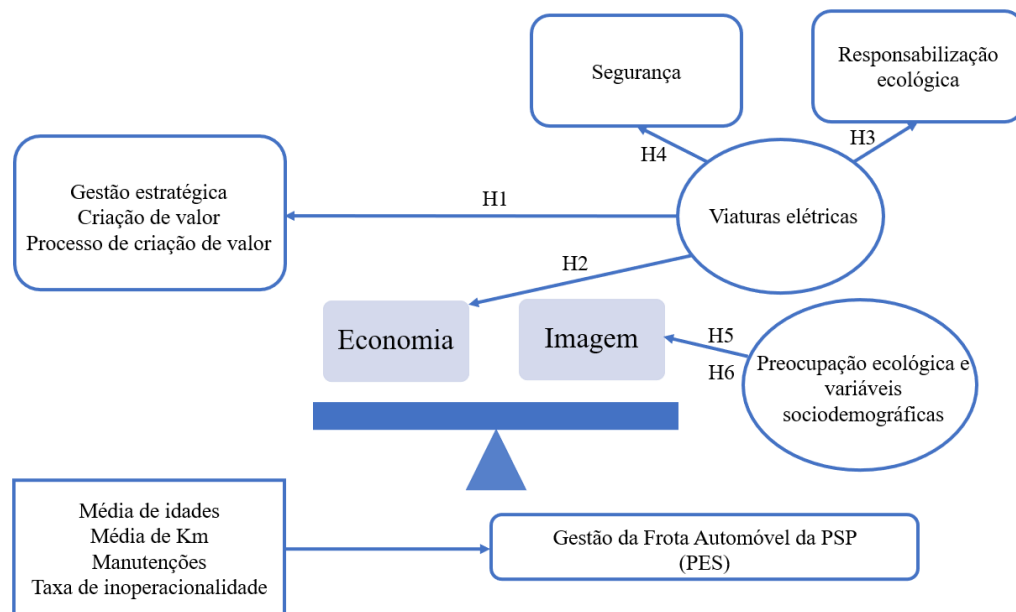 Segurança
Responsabilização
ecológica
H4
H3
Gestão estratégica
Criação de valor
Processo de criação de valor
H1
Viaturas elétricas
H2
Economia
Imagem
H5
H6
Preocupação ecológica e
variáveis
sociodemográficas
Média de idades
Média de Km
Manutenções
Taxa de inoperacionalidade
Gestão da Frota Automóvel da PSP
(PES)